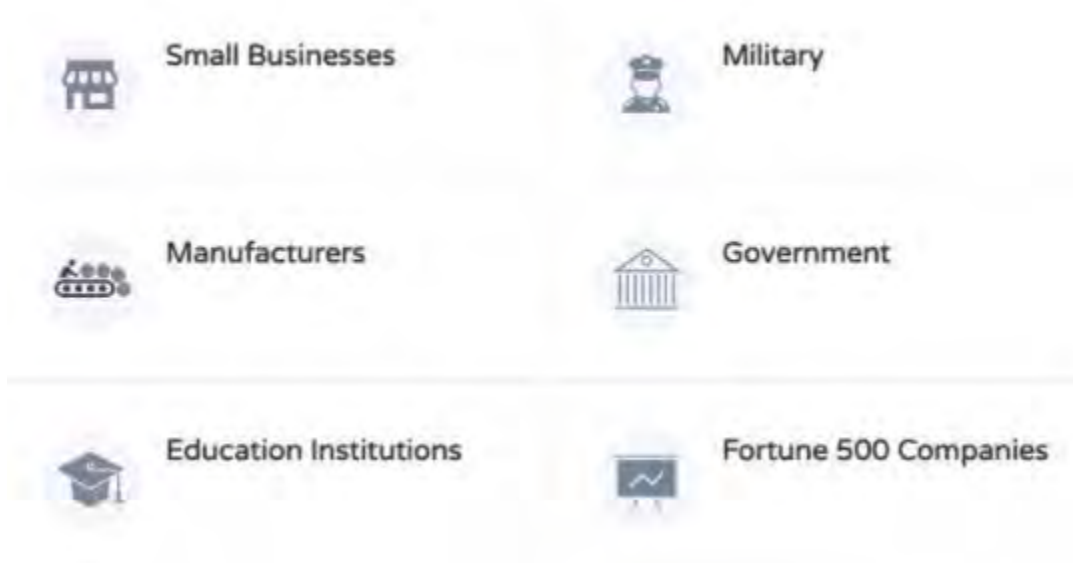 Small Businesses
Military
Manufacturers
Government
Education Institutions
Fortune 500 Companies